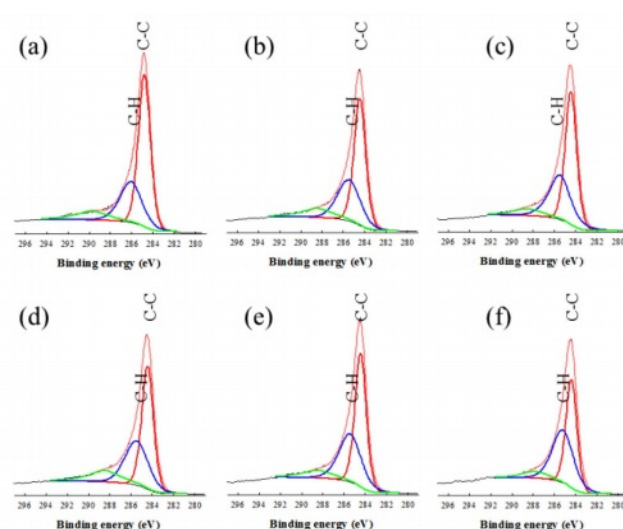 (a) C-C (b) C-C (c) C-C
C-H C-H C-H
296 294 292 290 288 286 284 282 280 296 294 292 290 288 286 284 282 280 296 294 292 290 288 286 284 282 280
Binding energy (eV) Binding energy (eV) Binding energy (eV)
(d) C-C (e) C-C (f) C-C
C-H C-H C-H
296 294 292 290 288 286 284 282 280 296 294 292 290 288 286 284 282 280 296 294 292 290 288 286 284 282 280
Binding energy (eV) Binding energy (eV) Binding energy (eV)